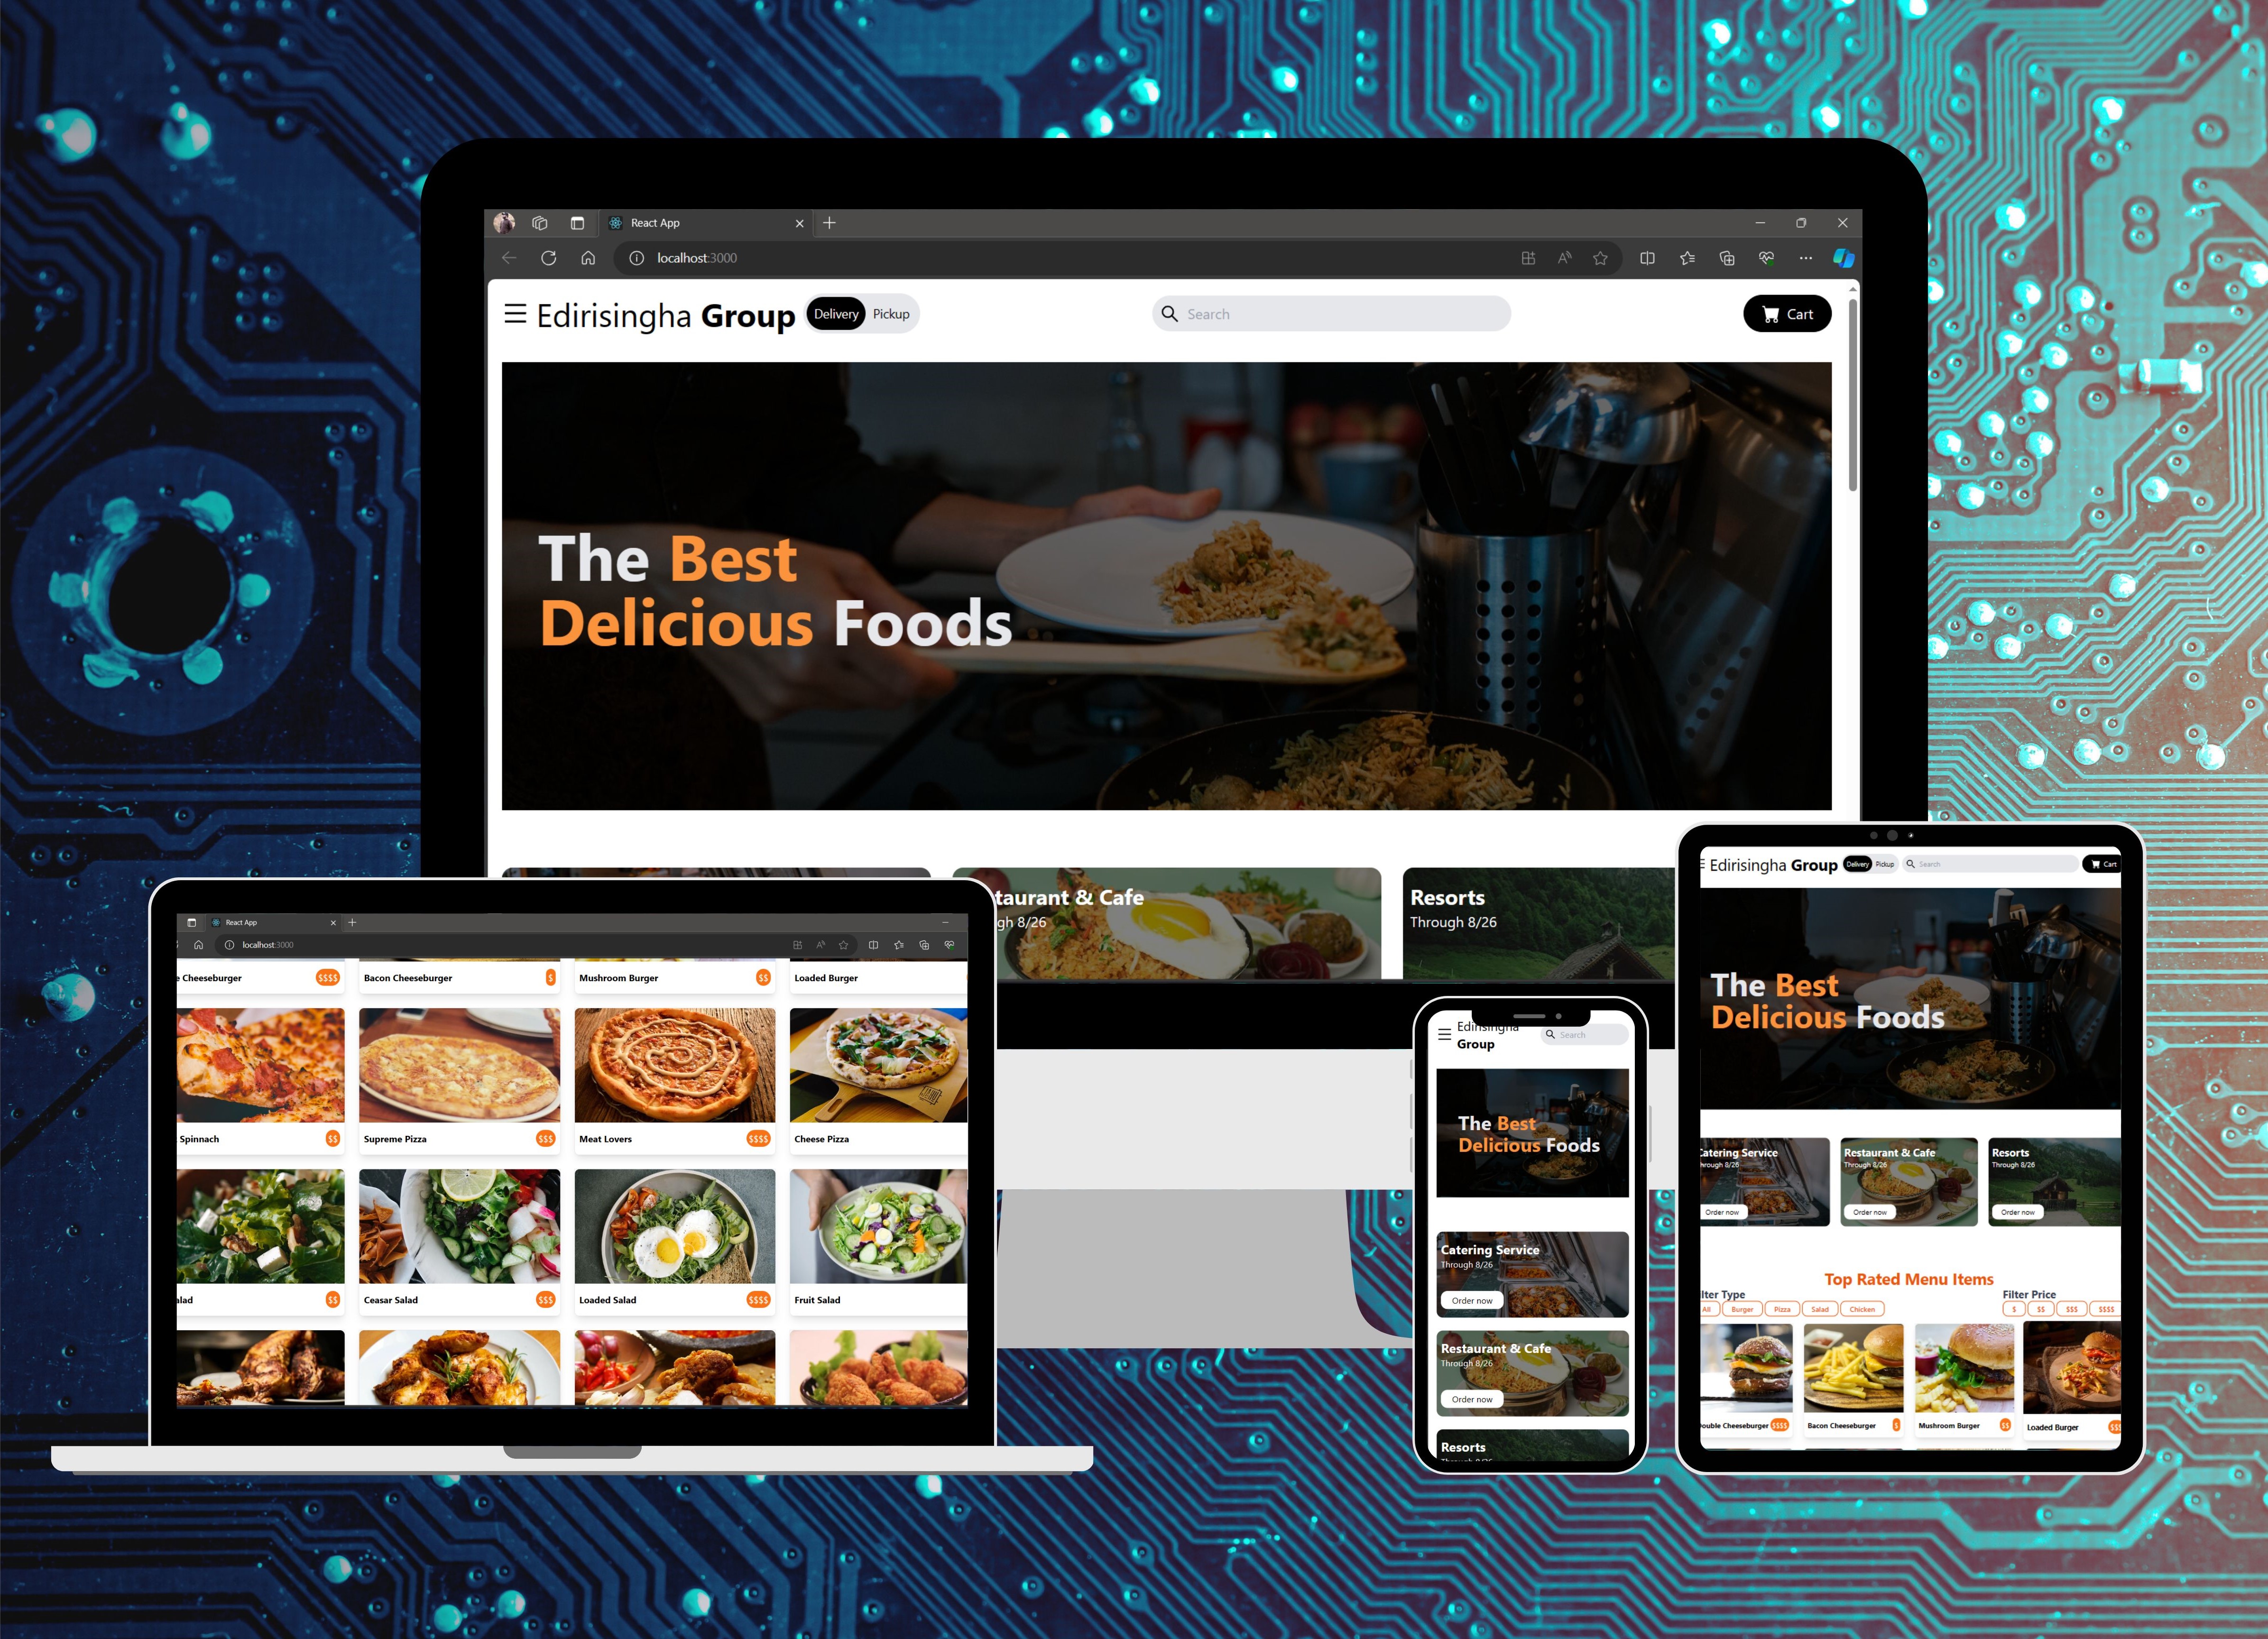 React App
localhost:3000
Edirisingha Group
Delivery
Pickup
Search
Cart
The Best
Delicious Foods
taurant & Cafe
gh 8/26
Resorts
Through 8/26
React App
localhost:3000
e Cheeseburger
$$$$
Bacon Cheeseburger
$
Mushroom Burger
$$
Loaded Burger
Spinnach
$$
Supreme Pizza
$$$
Meat Lovers
$$$$
Cheese Pizza
alad
$$
Ceasar Salad
$$$
Loaded Salad
$$$$
Fruit Salad
Edirisingha
Group
Search
The Best
Delicious Foods
Catering Service
Through 8/26
Order now
Restaurant & Cafe
Through 8/26
Order now
Resorts
Through 8/26
Edirisingha Group
Delivery
Pickup
Search
Cart
The Best
Delicious Foods
Catering Service
hrough 8/26
Order now
Restaurant & Cafe
Through 8/26
Order now
Resorts
Through 8/26
Order now
Top Rated Menu Items
lter Type
Filter Price
All
Burger
Pizza
Salad
Chicken
$
$$
$$$
$$$$
ouble Cheeseburger
$$$$
Bacon Cheeseburger
$
Mushroom Burger
$$
Loaded Burger
$$